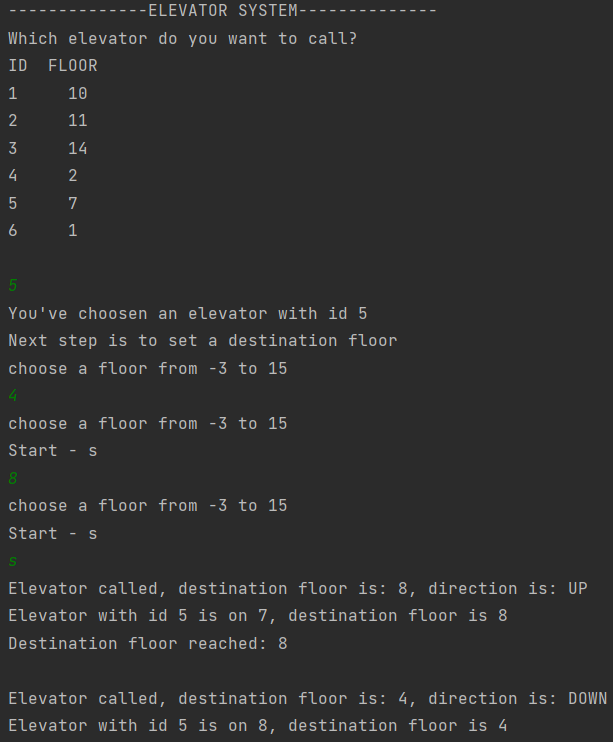 --------------ELEVATOR SYSTEM--------------
Which elevator do you want to call?
ID  FLOOR
1     10
2     11
3     14
4     2
5     7
6     1
5
You've choosen an elevator with id 5
Next step is to set a destination floor
choose a floor from -3 to 15
4
choose a floor from -3 to 15
Start - s
8
choose a floor from -3 to 15
Start - s
s
Elevator called, destination floor is: 8, direction is: UP
Elevator with id 5 is on 7, destination floor is 8
Destination floor reached: 8
Elevator called, destination floor is: 4, direction is: DOWN
Elevator with id 5 is on 8, destination floor is 4